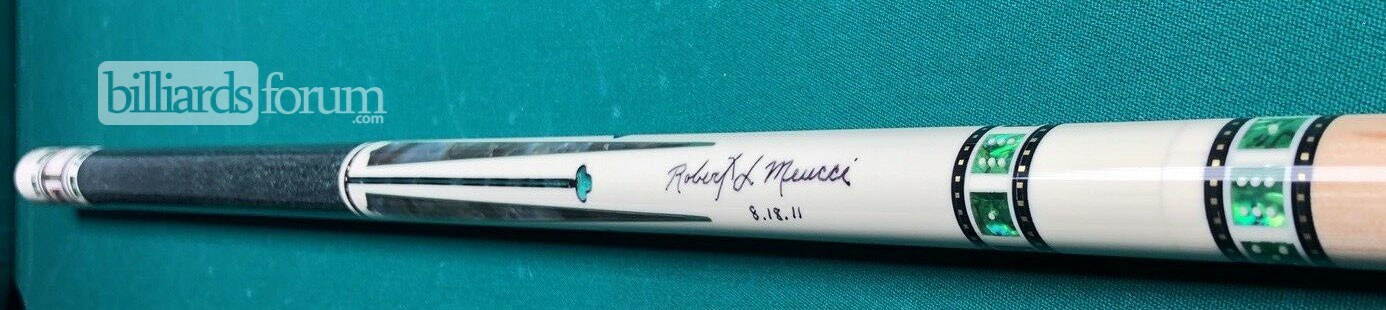 billiardsforum
.com
Robert L Meucci
8.18.11